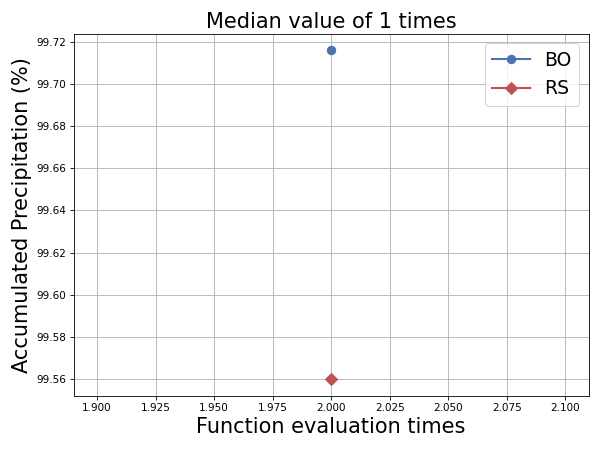 Median value of 1 times
Accumulated Precipitation (%)
99.72
99.70
99.68
99.66
99.64
99.62
99.60
99.58
99.56
BO
RS
1.900 1.925 1.950 1.975 2.000 2.025 2.050 2.075 2.100
Function evaluation times